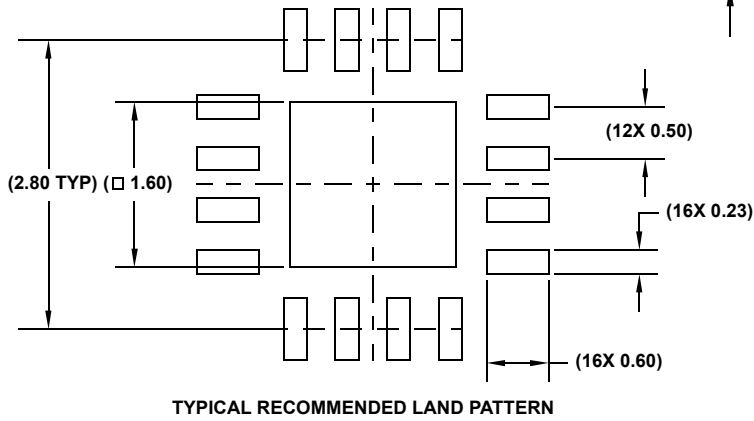 (12X 0.50)
(2.80 TYP) (□ 1.60)
(16X 0.23)
(16X 0.60)
TYPICAL RECOMMENDED LAND PATTERN